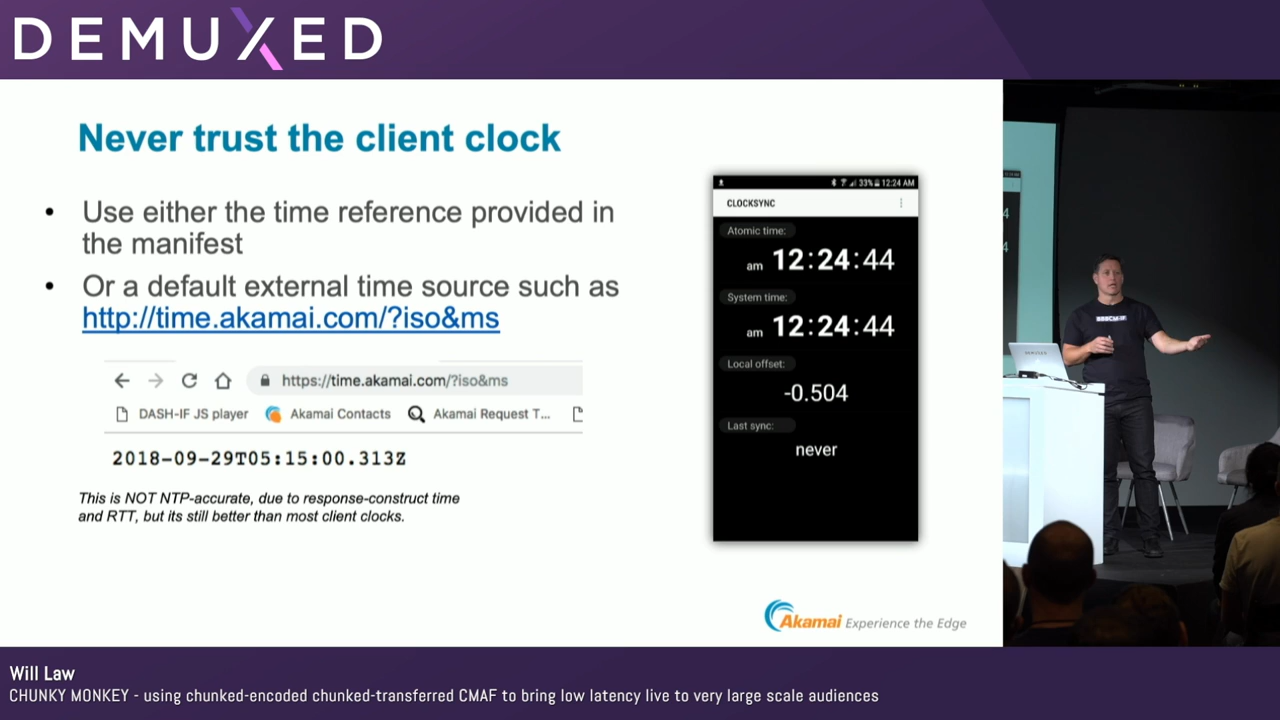 DEMUXED
Never trust the client clock
• Use either the time reference provided in
the manifest
• Or a default external time source such as
http://time.akamai.com/?iso&ms
https://time.akamai.com/?iso&ms
DASH-IF JS player Akamai Contacts Akamai Request T...
2018-09-29T05:15:00.313Z
This is NOT NTP-accurate, due to response-construct time
and RTT, but its still better than most client clocks.
33% 12:24 AM
CLOCKSYNC
Atomic time:
am 12:24:44
System time:
am 12:24:44
Local offset:
-0.504
Last sync:
never
Akamai Experience the Edge
Will Law
CHUNKY MONKEY - using chunked-encoded chunked-transferred CMAF to bring low latency live to very large scale audiences